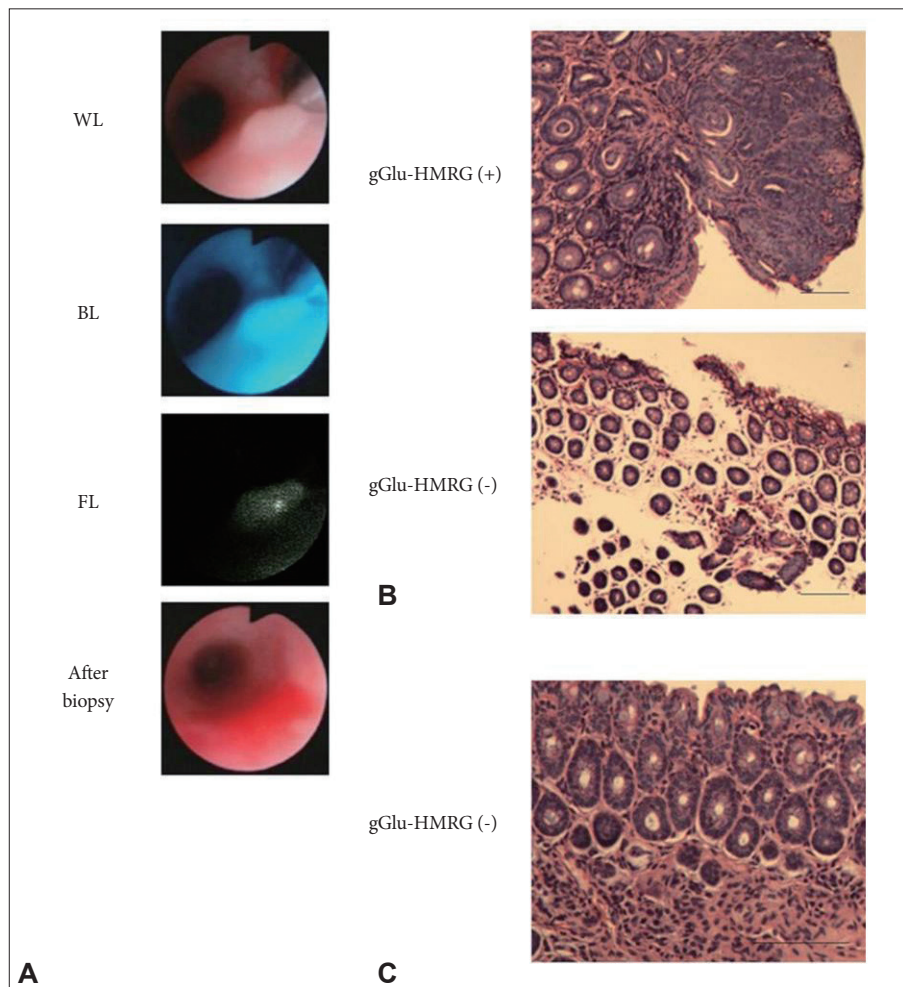 WL
BL
FL
After
biopsy
A
gGlu-HMRG (+)
gGlu-HMRG (-)
B
gGlu-HMRG (-)
C